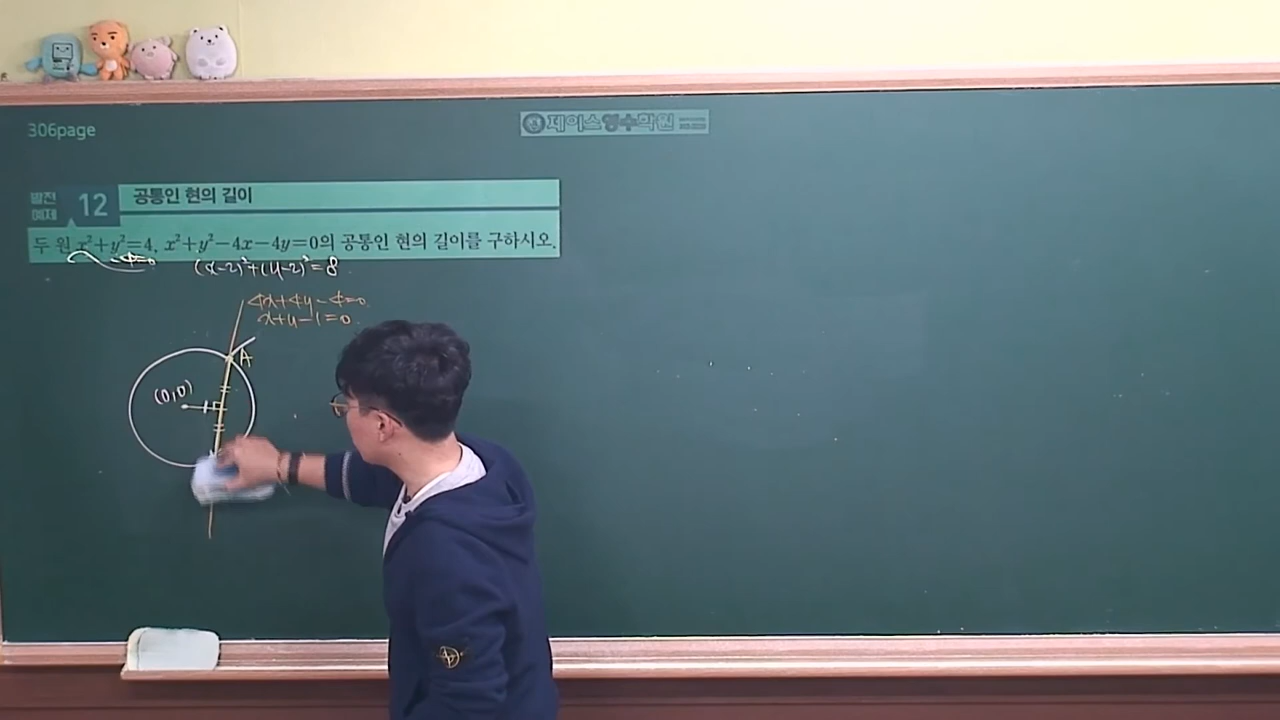 306page
제이스영수학원
발전
예제
12
공통인 현의 길이
두 원 x²+y²=4, x²+y²-4x-4y=0의 공통인 현의 길이를 구하시오.
-4=0
(x-2)²+(y-2)²=8
4x+4y-4=0
x+y-1=0
A
(0,0)